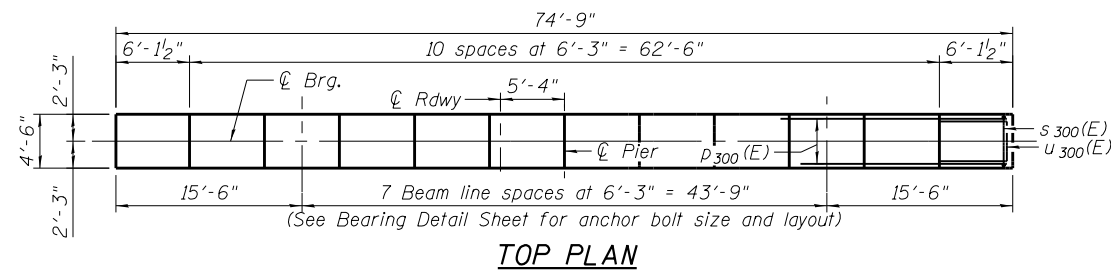 74'-9"
6'-1½"
10 spaces at 6'-3" = 62'-6"
6'-1½"
2'-3"
4'-6"
2'-3"
℄ Brg.
℄ Rdwy
5'-4"
℄ Pier
p300(E)
s300(E)
u300(E)
15'-6"
7 Beam line spaces at 6'-3" = 43'-9"
15'-6"
(See Bearing Detail Sheet for anchor bolt size and layout)
TOP PLAN